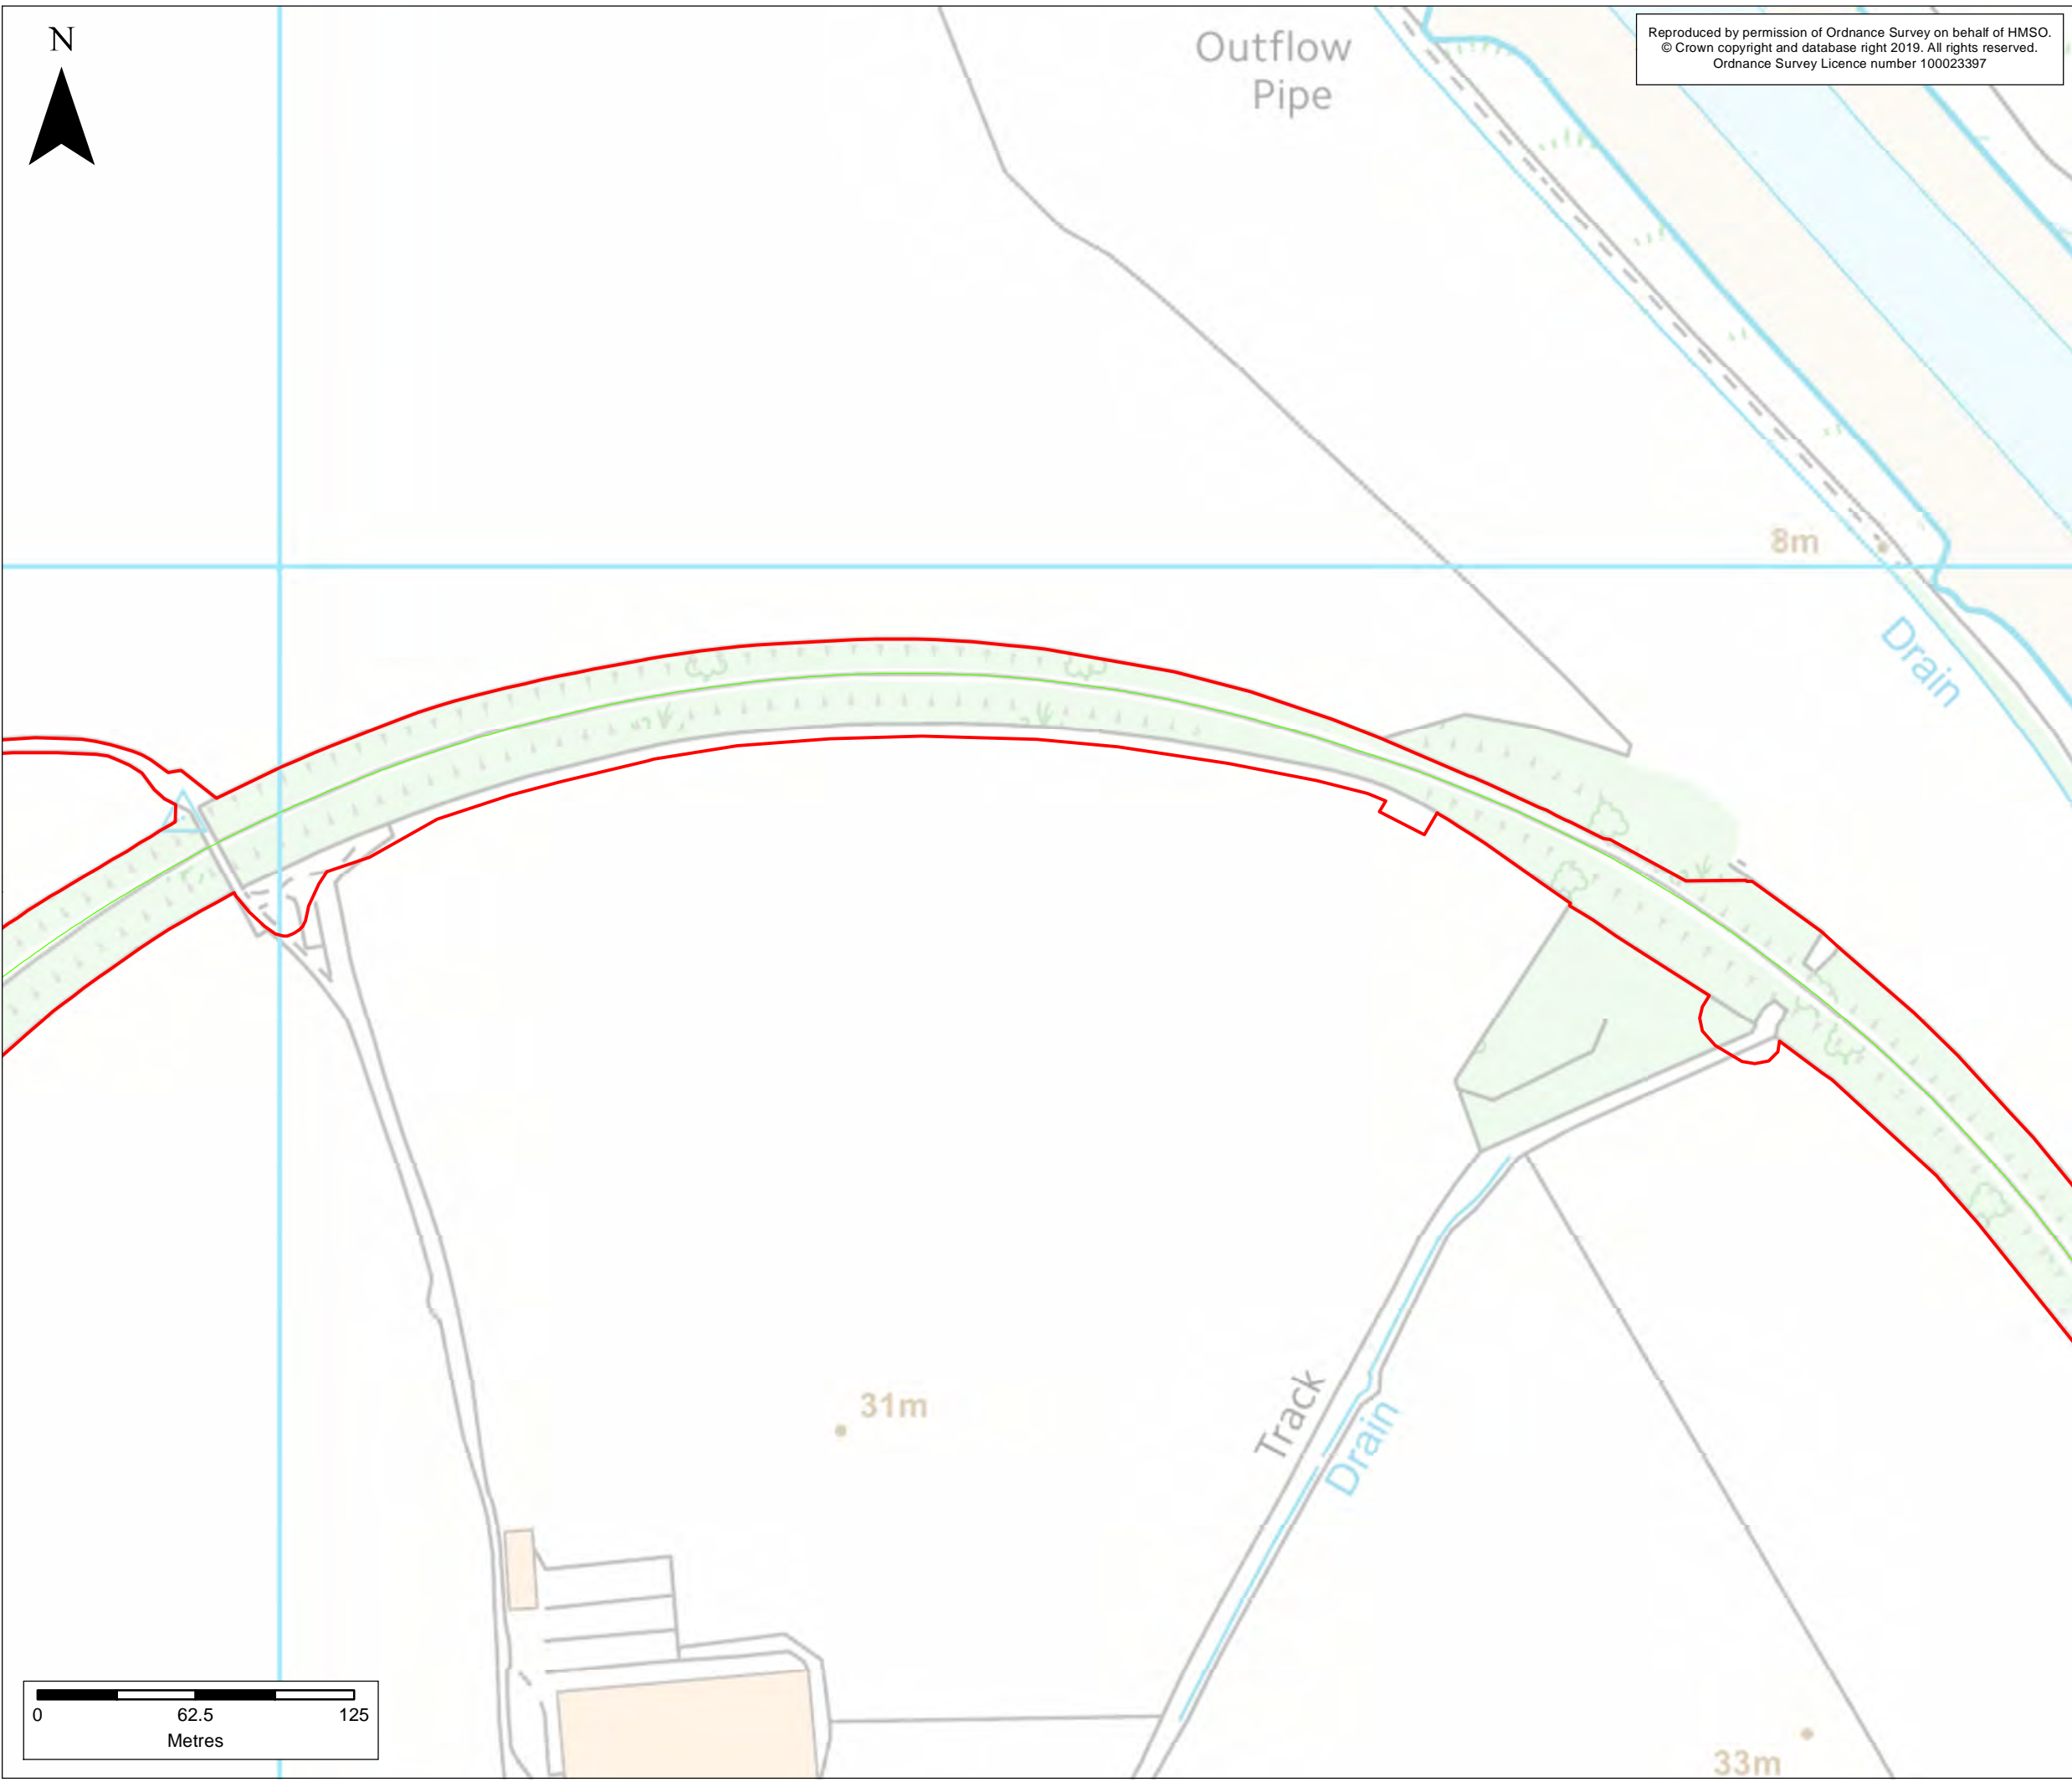 N
Outflow
Pipe
Reproduced by permission of Ordnance Survey on behalf of HMSO.
© Crown copyright and database right 2019. All rights reserved.
Ordnance Survey Licence number 100023397
8m
Drain
31m
Track
Drain
33m
0 62.5 125
Metres